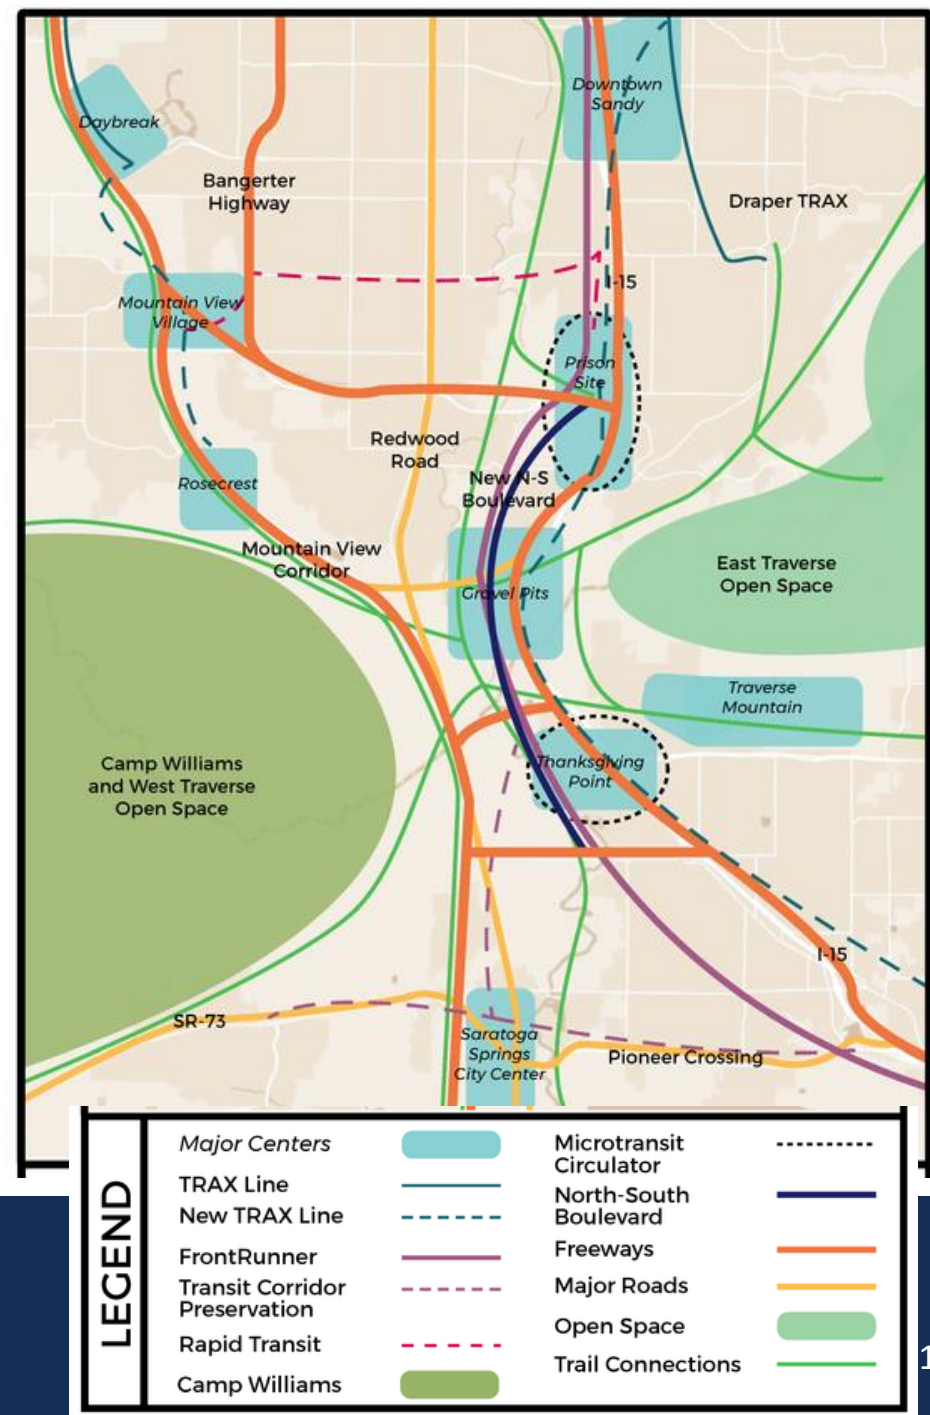 Downtown
Sandy
Daybreak
Bangerter
Highway
Draper TRAX
I-15
Mountain View
Village
Prison
Site
Redwood
Road
New N-S
Boulevard
Rosecrest
Mountain View
Corridor
East Traverse
Open Space
Gravel Pits
Traverse
Mountain
Camp Williams
and West Traverse
Open Space
Thanksgiving
Point
I-15
SR-73
Saratoga
Springs
City Center
Pioneer Crossing
LEGEND
Major Centers
TRAX Line
New TRAX Line
FrontRunner
Transit Corridor
Preservation
Rapid Transit
Camp Williams
Microtransit
Circulator
North-South
Boulevard
Freeways
Major Roads
Open Space
Trail Connections
1